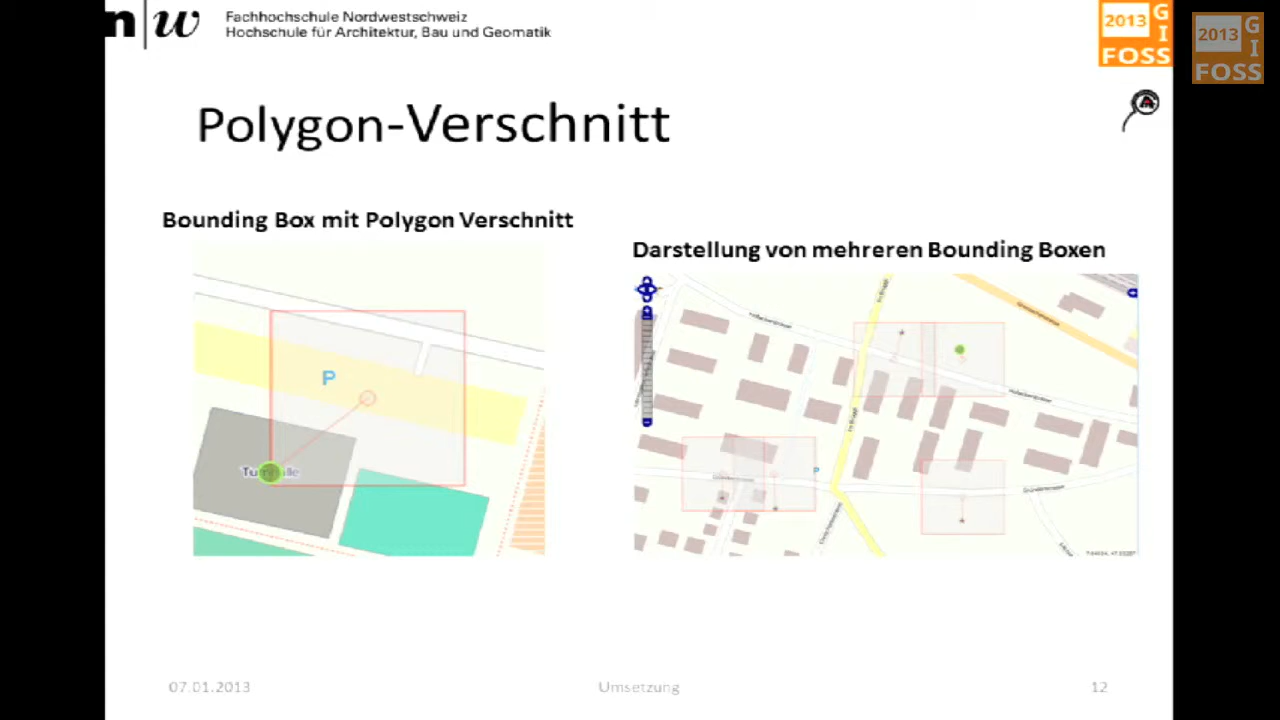 n|w
Fachhochschule Nordwestschweiz
Hochschule für Architektur, Bau und Geomatik
2013
GI
FOSS
2013
GI
FOSS
Polygon-Verschnitt
Bounding Box mit Polygon Verschnitt
Darstellung von mehreren Bounding Boxen
P
P
07.01.2013
Umsetzung
12